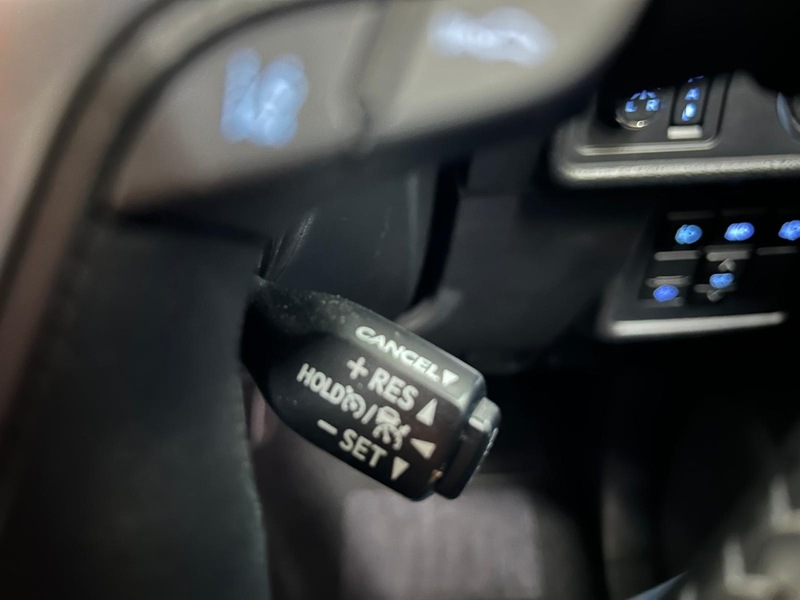 L R
CANCEL▼
+ RES ▲
HOLD / ◀
- SET ▼